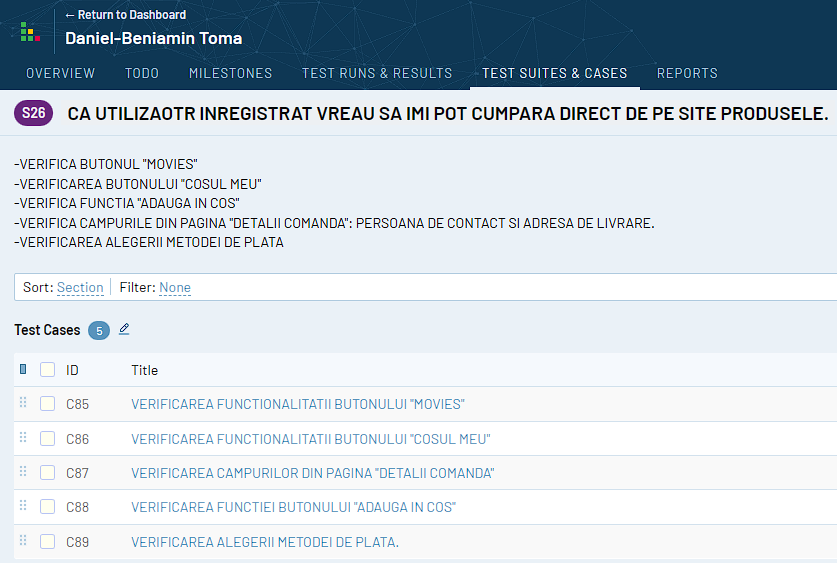 ← Return to Dashboard
Daniel-Beniamin Toma
OVERVIEW TODO MILESTONES TEST RUNS & RESULTS TEST SUITES & CASES REPORTS
S26 CA UTILIZAOTR INREGISTRAT VREAU SA IMI POT CUMPARA DIRECT DE PE SITE PRODUSELE.
-VERIFICA BUTONUL "MOVIES"
-VERIFICAREA BUTONULUI "COSUL MEU"
-VERIFICA FUNCTIA "ADAUGA IN COS"
-VERIFICA CAMPURILE DIN PAGINA "DETALII COMANDA": PERSOANA DE CONTACT SI ADRESA DE LIVRARE.
-VERIFICAREA ALEGERII METODEI DE PLATA
Sort: Section Filter: None
Test Cases 5
ID Title
C85 VERIFICAREA FUNCTIONALITATII BUTONULUI "MOVIES"
C86 VERIFICAREA FUNCTIONALITATII BUTONULUI "COSUL MEU"
C87 VERIFICAREA CAMPURILOR DIN PAGINA "DETALII COMANDA"
C88 VERIFICAREA FUNCTIEI BUTONULUI "ADAUGA IN COS"
C89 VERIFICAREA ALEGERII METODEI DE PLATA.